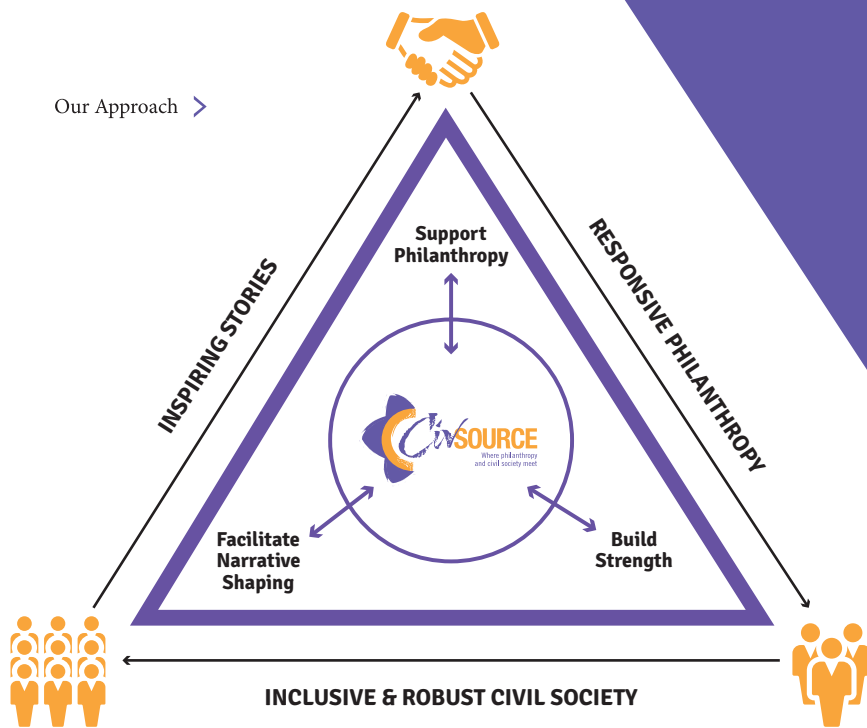 Our Approach
Support
Philanthropy
INSPIRING STORIES
RESPONSIVE PHILANTHROPY
CivSOURCE
Where philanthropy
and civil society meet
Facilitate
Narrative
Shaping
Build
Strength
INCLUSIVE & ROBUST CIVIL SOCIETY